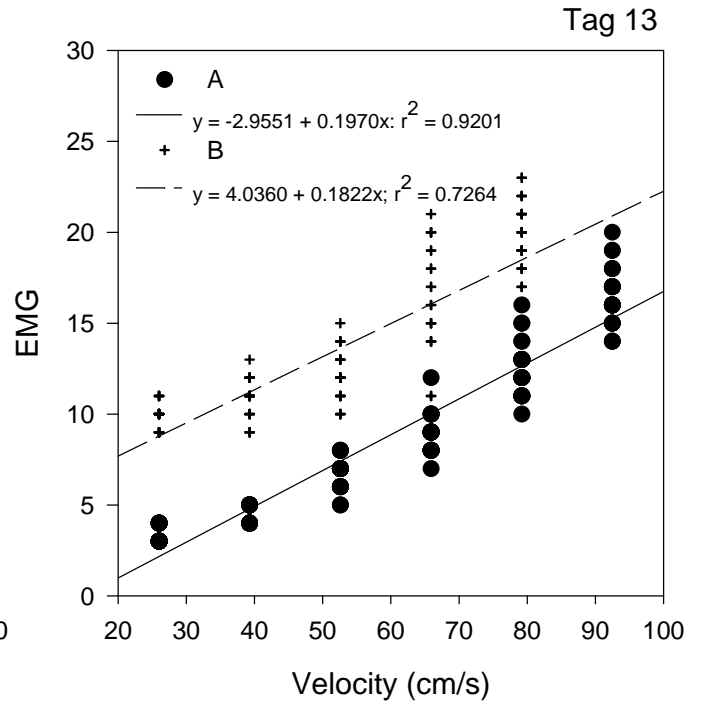 Tag 13
30
A
y = -2.9551 + 0.1970x: r² = 0.9201
B
25
y = 4.0360 + 0.1822x; r² = 0.7264
20
EMG
15
10
5
0
0
20 30 40 50 60 70 80 90 100
Velocity (cm/s)